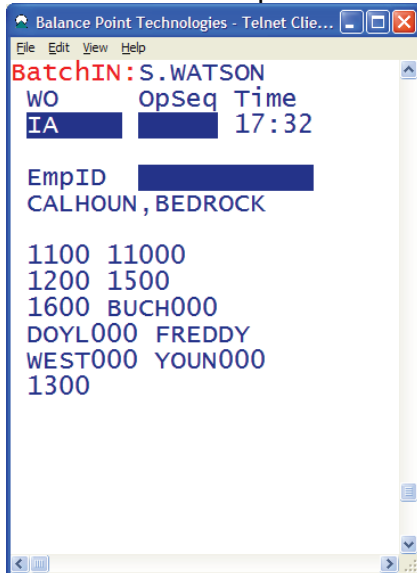 Balance Point Technologies - Telnet Clie...
File Edit View Help
BatchIN:S.WATSON
WO OpSeq Time
IA 17:32
EmpID
CALHOUN,BEDROCK
1100 11000
1200 1500
1600 BUCH000
DOYL000 FREDDY
WEST000 YOUN000
1300